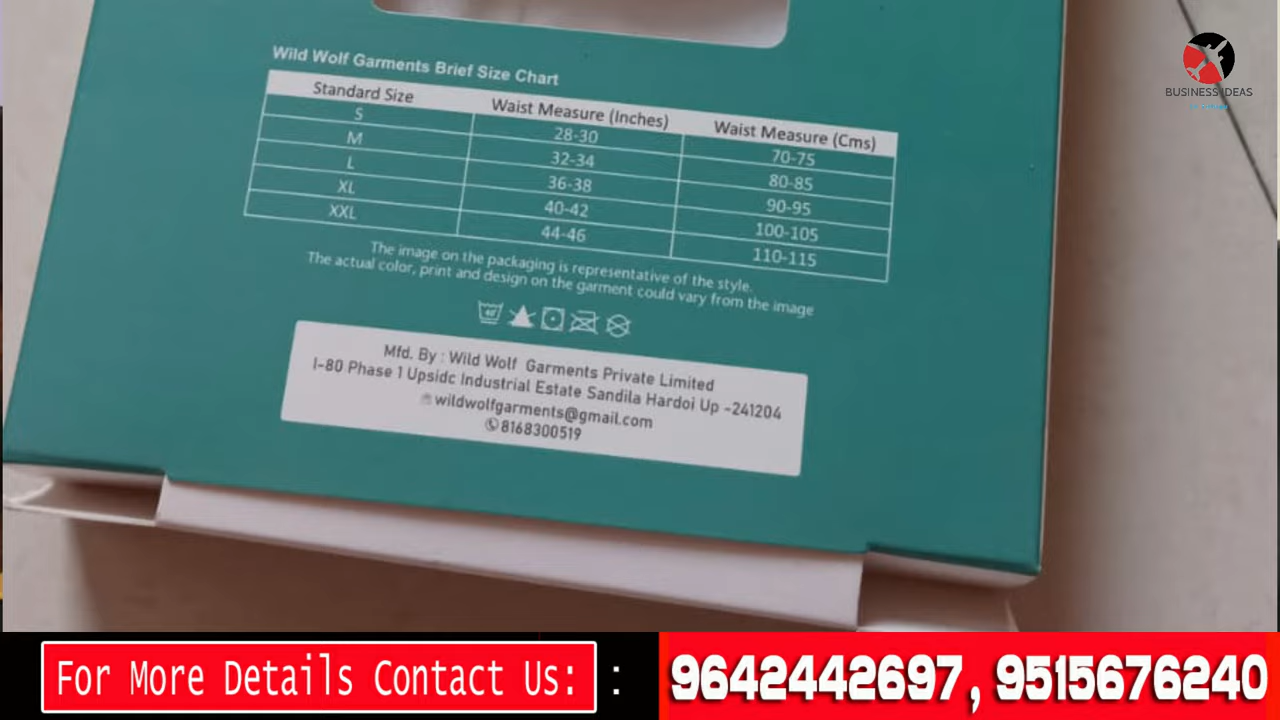 Wild Wolf Garments Brief Size Chart
Standard Size Waist Measure (Inches) Waist Measure (Cms)
S 28-30 70-75
M 32-34 80-85
L 36-38 90-95
XL 40-42 100-105
XXL 44-46 110-115
The image on the packaging is representative of the style.
The actual color, print and design on the garment could vary from the image
Mfd. By : Wild Wolf Garments Private Limited
I-80 Phase 1 Upsidc Industrial Estate Sandila Hardoi Up -241204
wildwolfgarments@gmail.com
8168300519
BUSINESS IDEAS
For More Details Contact Us: :
9642442697, 9515676240